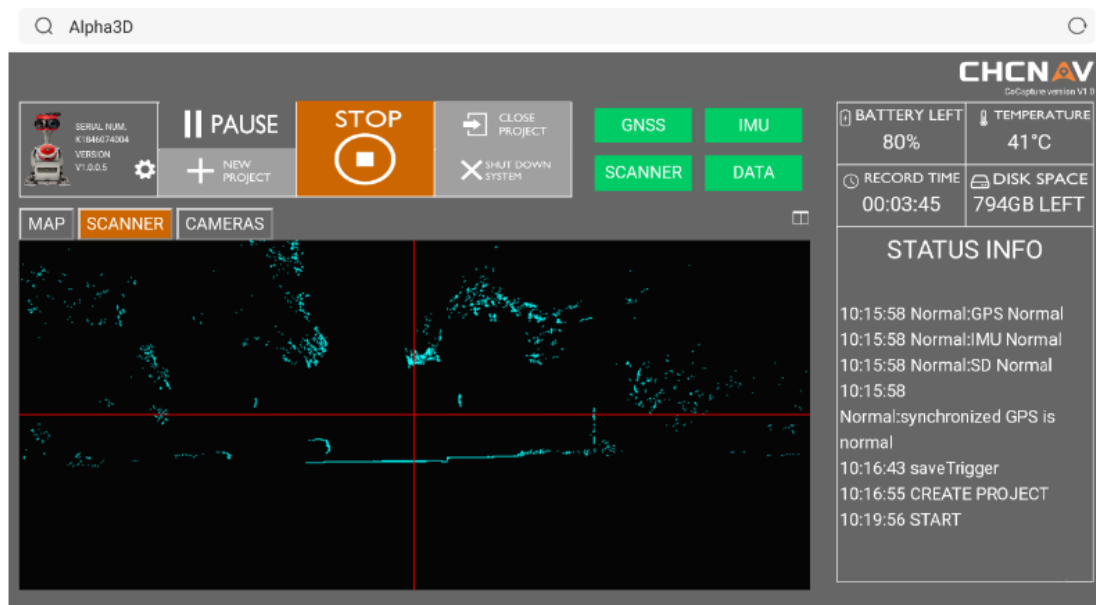 Alpha3D
CHCNAV
CoCapture version V1.0
SERIAL NUM.
K1846074004
VERSION
V1.0.0.5
PAUSE
NEW
PROJECT
STOP
CLOSE
PROJECT
SHUT DOWN
SYSTEM
GNSS
IMU
SCANNER
DATA
BATTERY LEFT
80%
TEMPERATURE
41°C
RECORD TIME
00:03:45
DISK SPACE
794GB LEFT
MAP
SCANNER
CAMERAS
STATUS INFO
10:15:58 Normal:GPS Normal
10:15:58 Normal:IMU Normal
10:15:58 Normal:SD Normal
10:15:58
Normal:synchronized GPS is
normal
10:16:43 saveTrigger
10:16:55 CREATE PROJECT
10:19:56 START